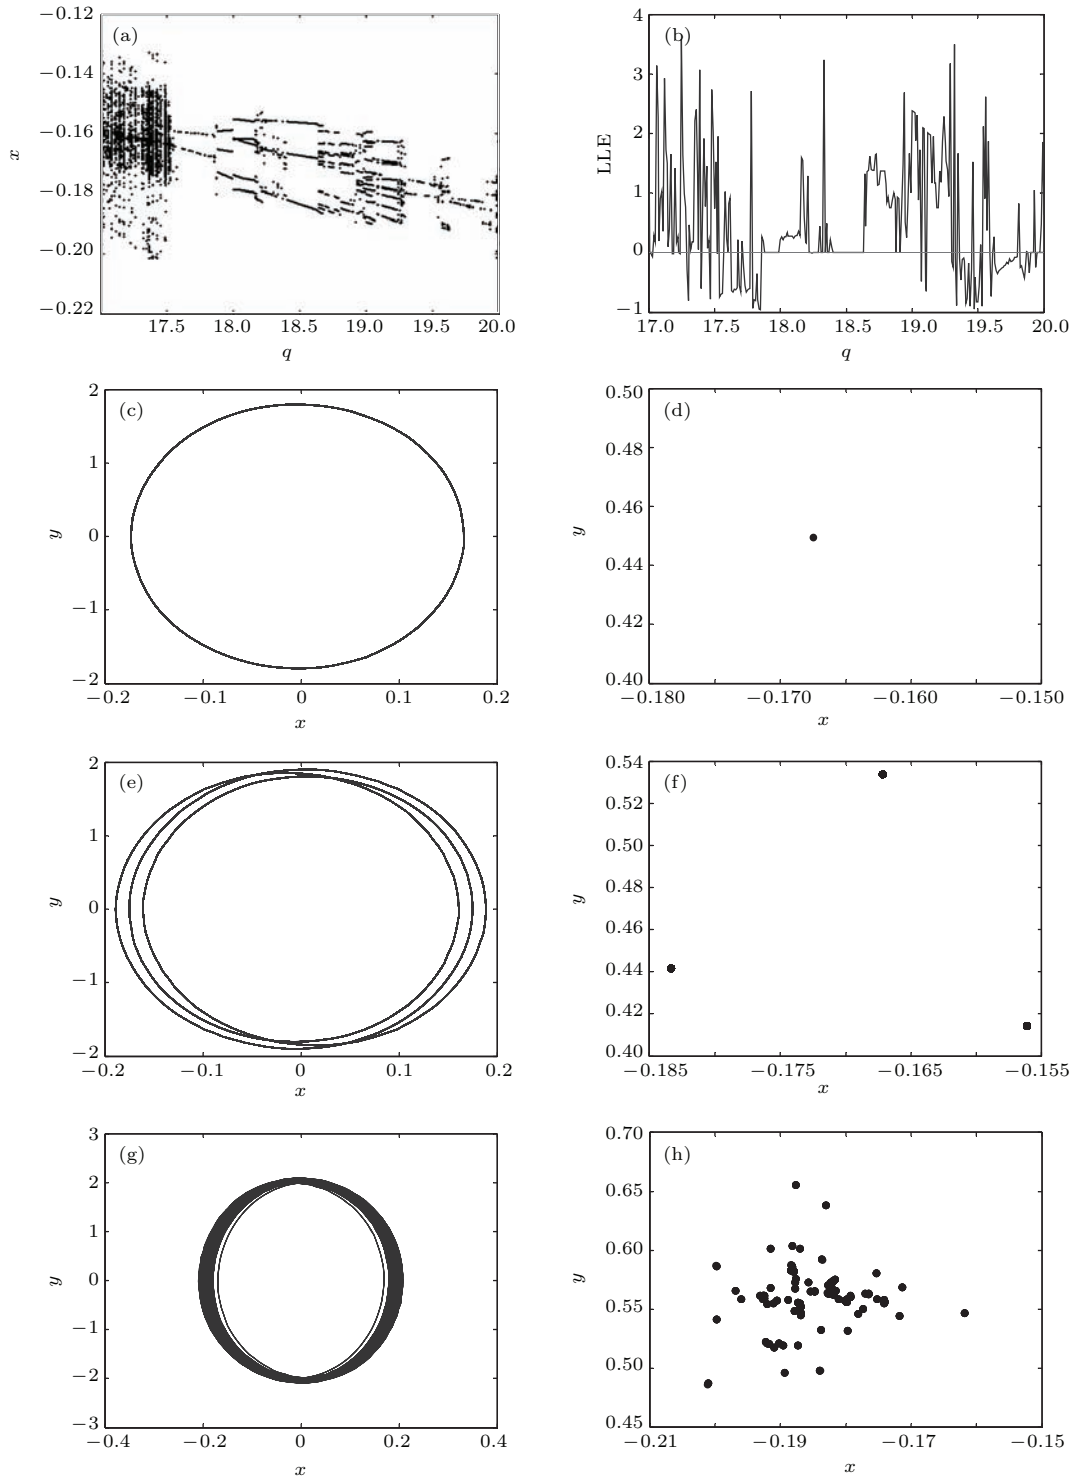 (a)
−0.12
−0.14
−0.16
−0.18
−0.20
−0.22
x
17.5 18.0 18.5 19.0 19.5 20.0
q
(b)
4
3
2
1
0
−1
LLE
17.0 17.5 18.0 18.5 19.0 19.5 20.0
q
(c)
2
1
0
−1
−2
y
−0.2 −0.1 0 0.1 0.2
x
(d)
0.50
0.48
0.46
0.44
0.42
0.40
y
−0.180 −0.170 −0.160 −0.150
x
(e)
2
1
0
−1
−2
y
−0.2 −0.1 0 0.1 0.2
x
(f)
0.54
0.52
0.50
0.48
0.46
0.44
0.42
0.40
y
−0.185 −0.175 −0.165 −0.155
x
(g)
3
2
1
0
−1
−2
−3
y
−0.4 −0.2 0 0.2 0.4
x
(h)
0.70
0.65
0.60
0.55
0.50
0.45
y
−0.21 −0.19 −0.17 −0.15
x